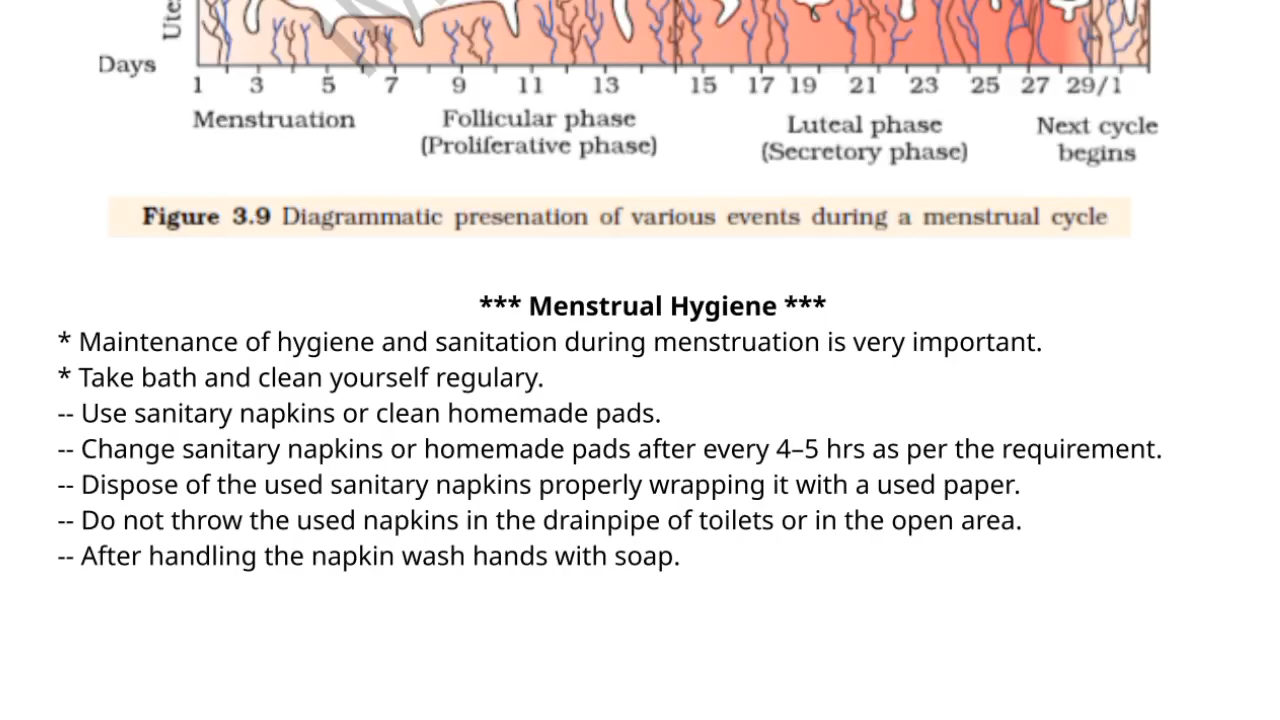 Days
1 3 5 7 9 11 13 15 17 19 21 23 25 27 29/1
Menstruation
Follicular phase
(Proliferative phase)
Luteal phase
(Secretory phase)
Next cycle
begins
Figure 3.9 Diagrammatic presenation of various events during a menstrual cycle
*** Menstrual Hygiene ***
* Maintenance of hygiene and sanitation during menstruation is very important.
* Take bath and clean yourself regulary.
-- Use sanitary napkins or clean homemade pads.
-- Change sanitary napkins or homemade pads after every 4–5 hrs as per the requirement.
-- Dispose of the used sanitary napkins properly wrapping it with a used paper.
-- Do not throw the used napkins in the drainpipe of toilets or in the open area.
-- After handling the napkin wash hands with soap.